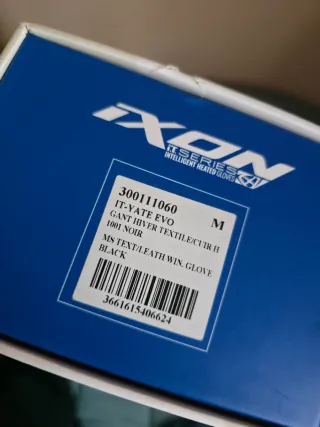 iXON
iT SERIES
INTELLIGENT HEATED GLOVES
300111060
M
IT-YATE EVO
GANT HIVER TEXTILE/CUIR H
1001 NOIR
MS TEXT/LEATH WIN. GLOVE
BLACK
3661615406624